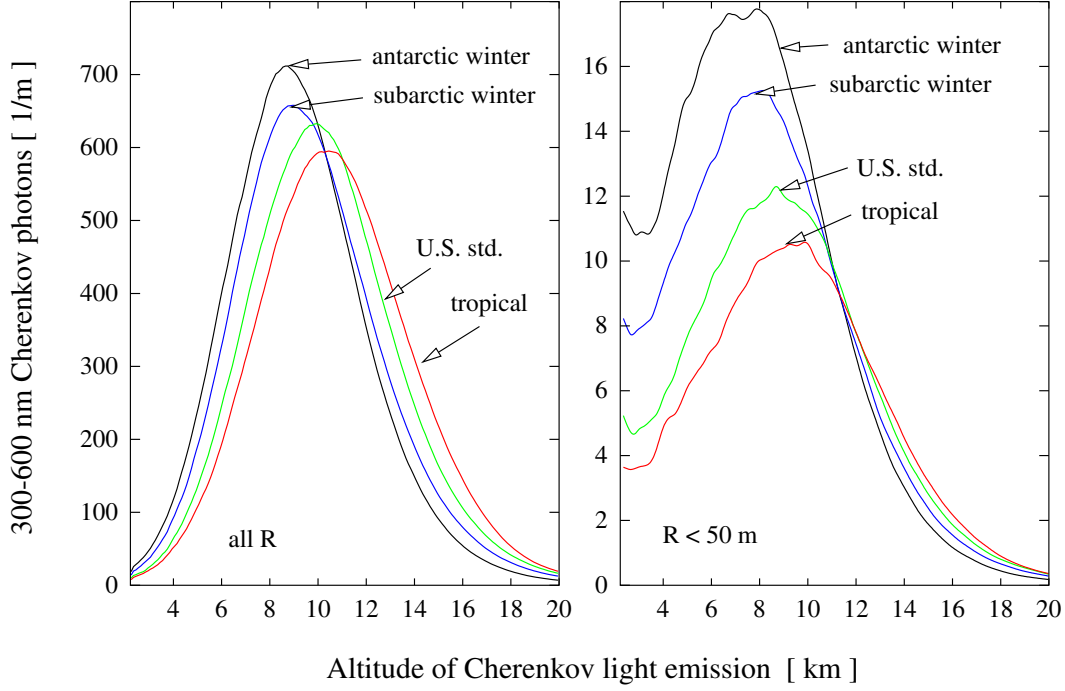 300-600 nm Cherenkov photons [ 1/m ]
700
600
500
400
300
200
100
0
4 6 8 10 12 14 16 18 20
antarctic winter
subarctic winter
U.S. std.
tropical
all R
16
14
12
10
8
6
4
2
0
4 6 8 10 12 14 16 18 20
antarctic winter
subarctic winter
U.S. std.
tropical
R < 50 m
Altitude of Cherenkov light emission [ km ]